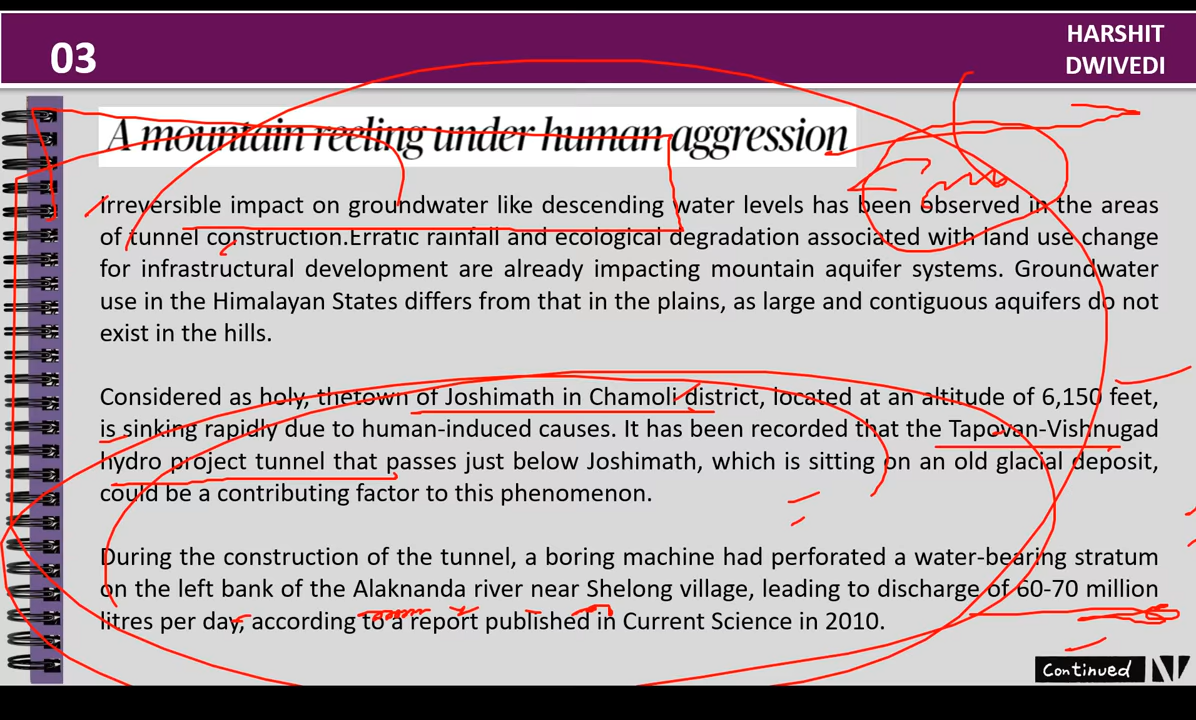 03
HARSHIT
DWIVEDI
A mountain reeling under human aggression
Irreversible impact on groundwater like descending water levels has been observed in the areas
of tunnel construction.Erratic rainfall and ecological degradation associated with land use change
for infrastructural development are already impacting mountain aquifer systems. Groundwater
use in the Himalayan States differs from that in the plains, as large and contiguous aquifers do not
exist in the hills.
Considered as holy, thetown of Joshimath in Chamoli district, located at an altitude of 6,150 feet,
is sinking rapidly due to human-induced causes. It has been recorded that the Tapovan-Vishnugad
hydro project tunnel that passes just below Joshimath, which is sitting on an old glacial deposit,
could be a contributing factor to this phenomenon.
During the construction of the tunnel, a boring machine had perforated a water-bearing stratum
on the left bank of the Alaknanda river near Shelong village, leading to discharge of 60-70 million
litres per day, according to a report published in Current Science in 2010.
Continued